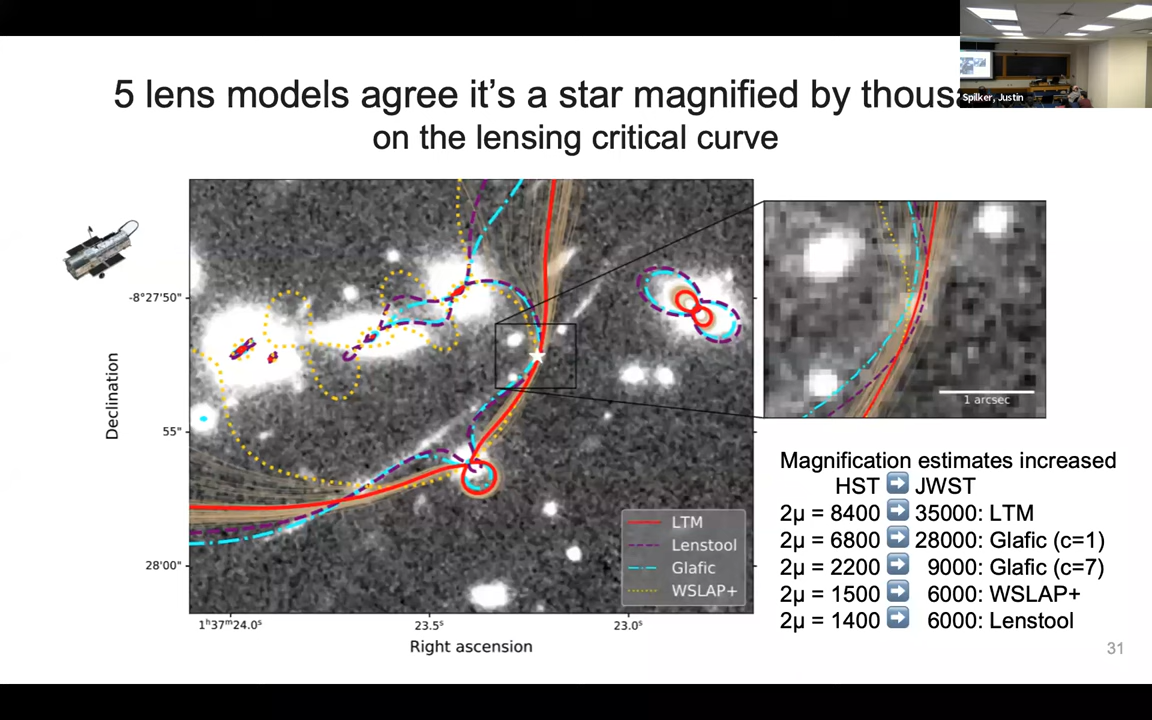 5 lens models agree it's a star magnified by
on the lensing critical curve
Spilker, Justin
-8°27'50"
55"
28'00"
Declination
1ʰ37ᵐ24.0ˢ
23.5ˢ
23.0ˢ
Right ascension
LTM
Lenstool
Glafic
WSLAP+
1 arcsec
Magnification estimates increased
HST ➡ JWST
2μ = 8400 ➡ 35000: LTM
2μ = 6800 ➡ 28000: Glafic (c=1)
2μ = 2200 ➡ 9000: Glafic (c=7)
2μ = 1500 ➡ 6000: WSLAP+
2μ = 1400 ➡ 6000: Lenstool
31